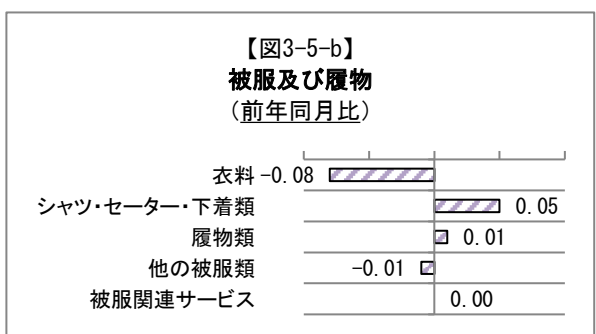 【図3-5-b】
被服及び履物
（前年同月比）
衣料 -0.08
シャツ・セーター・下着類 0.05
履物類 0.01
他の被服類 -0.01
被服関連サービス 0.00